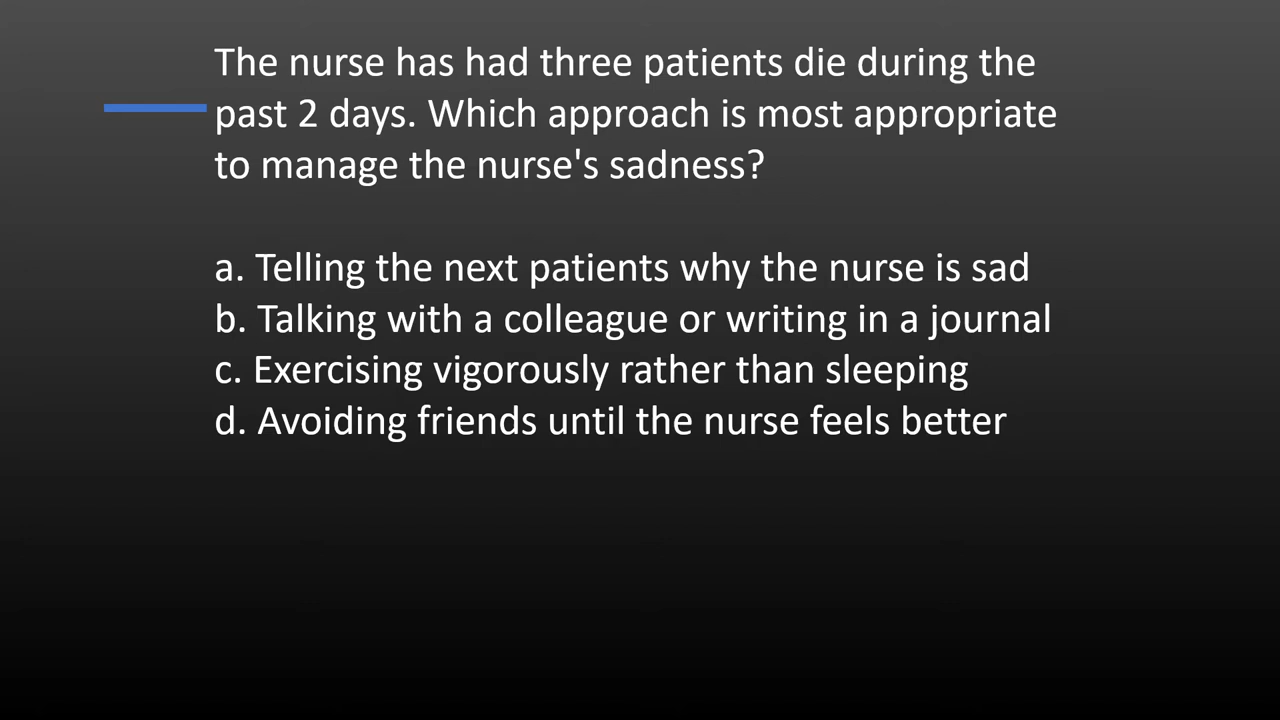 The nurse has had three patients die during the
past 2 days. Which approach is most appropriate
to manage the nurse's sadness?
a. Telling the next patients why the nurse is sad
b. Talking with a colleague or writing in a journal
c. Exercising vigorously rather than sleeping
d. Avoiding friends until the nurse feels better